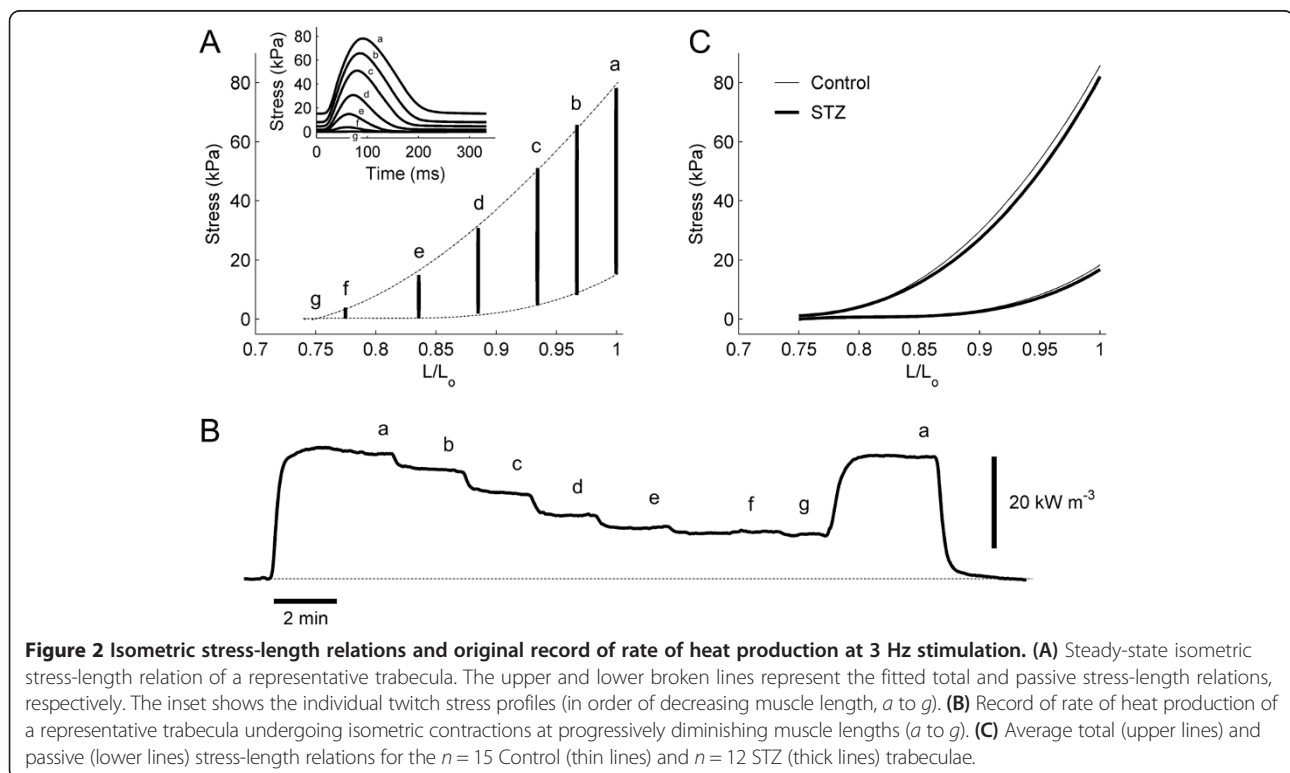 A
Stress (kPa)
80
60
40
20
0
a
b
c
d
e
f
g
0
100
200
300
Time (ms)
Stress (kPa)
80
60
40
20
0
g
f
e
d
c
b
a
0.7
0.75
0.8
0.85
0.9
0.95
1
L/Lo
C
Control
STZ
Stress (kPa)
80
60
40
20
0
0.7
0.75
0.8
0.85
0.9
0.95
1
L/Lo
B
a
b
c
d
e
f
g
a
20 kW m-3
2 min
Figure 2 Isometric stress-length relations and original record of rate of heat production at 3 Hz stimulation. (A) Steady-state isometric
stress-length relation of a representative trabecula. The upper and lower broken lines represent the fitted total and passive stress-length relations,
respectively. The inset shows the individual twitch stress profiles (in order of decreasing muscle length, a to g). (B) Record of rate of heat production of
a representative trabecula undergoing isometric contractions at progressively diminishing muscle lengths (a to g). (C) Average total (upper lines) and
passive (lower lines) stress-length relations for the n = 15 Control (thin lines) and n = 12 STZ (thick lines) trabeculae.